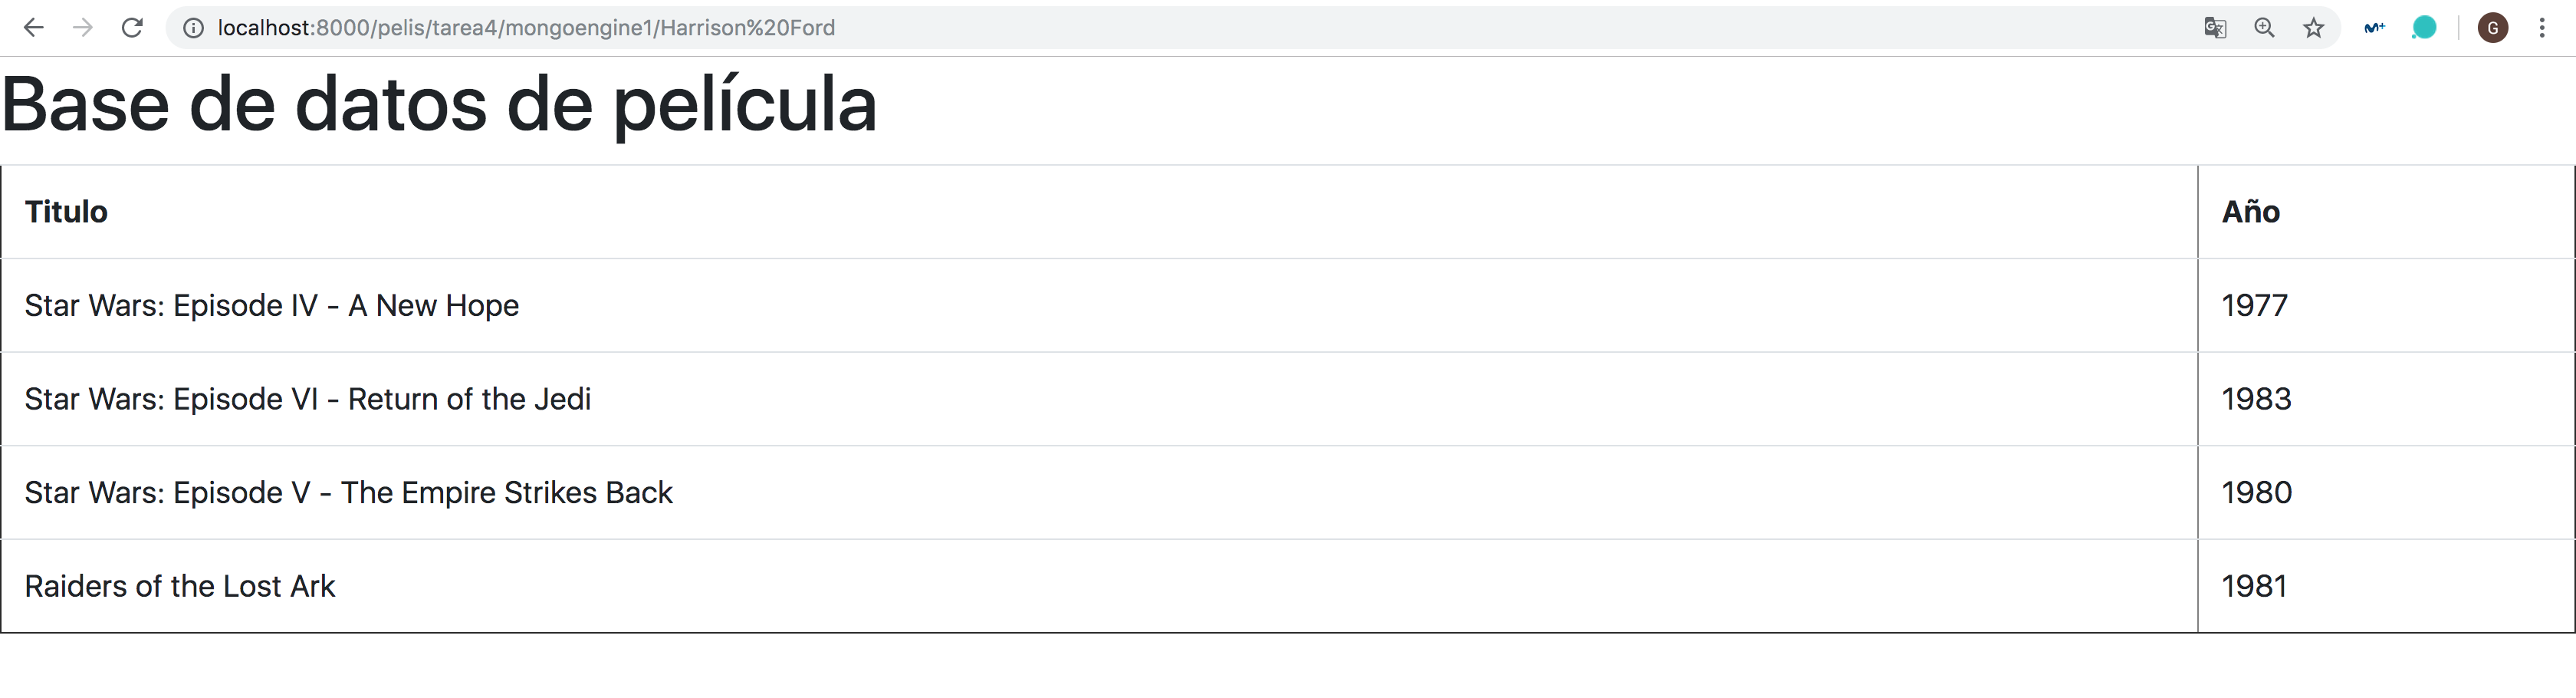 localhost:8000/pelis/tarea4/mongoengine1/Harrison%20Ford
G
Base de datos de película
Titulo Año
Star Wars: Episode IV - A New Hope 1977
Star Wars: Episode VI - Return of the Jedi 1983
Star Wars: Episode V - The Empire Strikes Back 1980
Raiders of the Lost Ark 1981